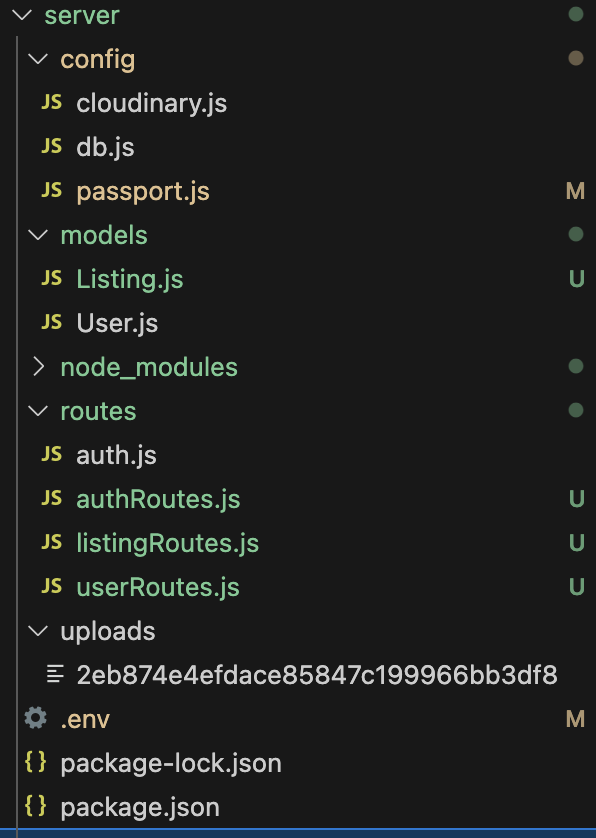 server
config
JS cloudinary.js
JS db.js
JS passport.js M
models
JS Listing.js U
JS User.js
node_modules
routes
JS auth.js
JS authRoutes.js U
JS listingRoutes.js U
JS userRoutes.js U
uploads
2eb874e4efdace85847c199966bb3df8
.env M
{} package-lock.json
{} package.json